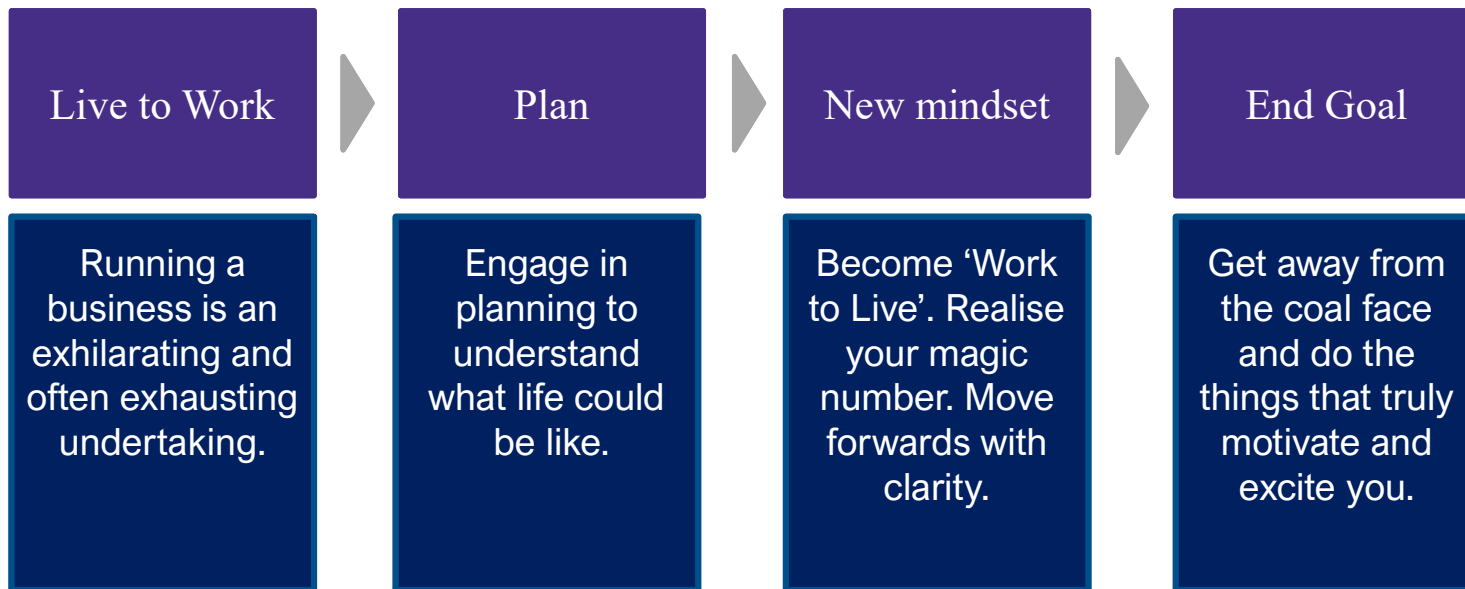 Live to Work
Plan
New mindset
End Goal
Running a
business is an
exhilarating and
often exhausting
undertaking.
Engage in
planning to
understand
what life could
be like.
Become ‘Work
to Live’. Realise
your magic
number. Move
forwards with
clarity.
Get away from
the coal face
and do the
things that truly
motivate and
excite you.